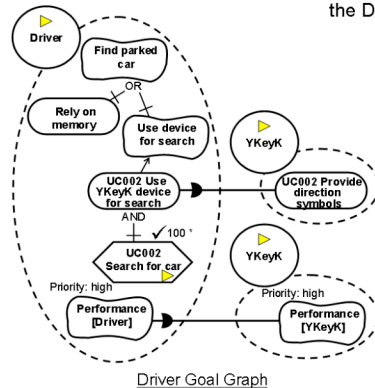 the D
Driver
Find parked
car
OR
Rely on
memory
Use device
for search
YKeyK
UC002 Use
YKeyK device
for search
UC002 Provide
direction
symbols
AND
100
UC002
Search for car
YKeyK
Priority: high
Priority: high
Performance
[Driver]
Performance
[YKeyK]
Driver Goal Graph